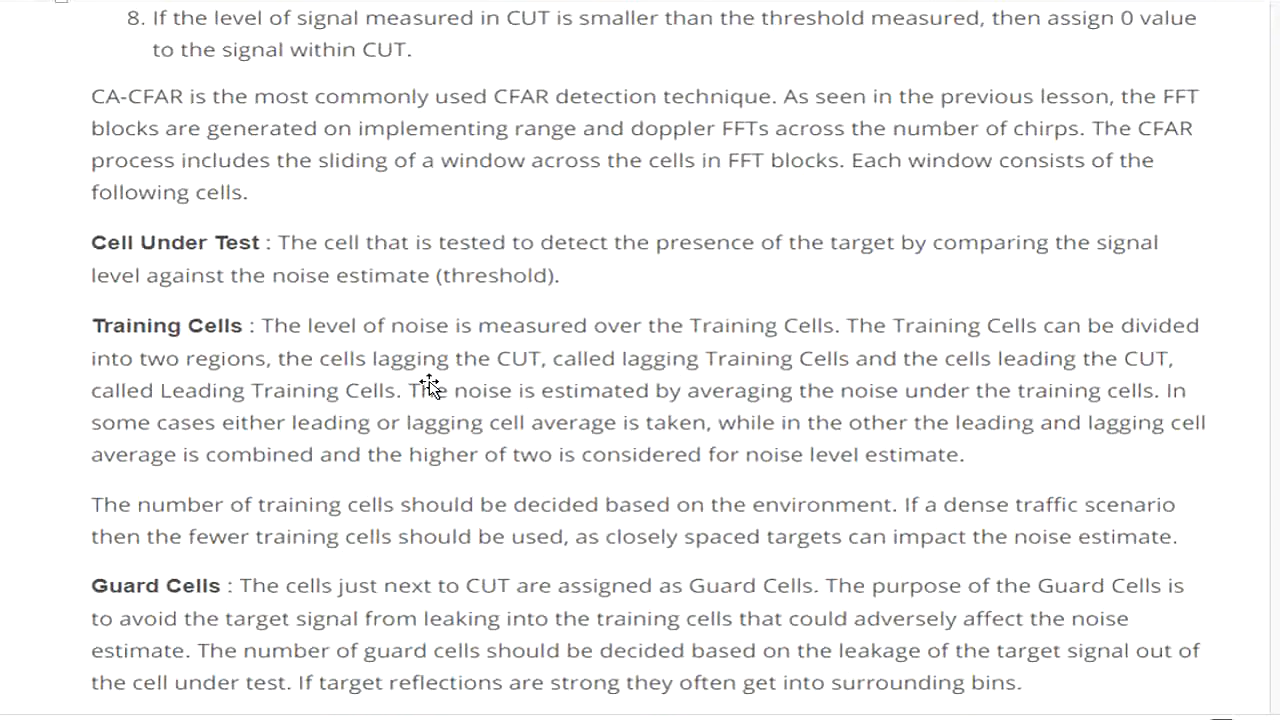 8. If the level of signal measured in CUT is smaller than the threshold measured, then assign 0 value
to the signal within CUT.
CA-CFAR is the most commonly used CFAR detection technique. As seen in the previous lesson, the FFT
blocks are generated on implementing range and doppler FFTs across the number of chirps. The CFAR
process includes the sliding of a window across the cells in FFT blocks. Each window consists of the
following cells.
Cell Under Test : The cell that is tested to detect the presence of the target by comparing the signal
level against the noise estimate (threshold).
Training Cells : The level of noise is measured over the Training Cells. The Training Cells can be divided
into two regions, the cells lagging the CUT, called lagging Training Cells and the cells leading the CUT,
called Leading Training Cells. The noise is estimated by averaging the noise under the training cells. In
some cases either leading or lagging cell average is taken, while in the other the leading and lagging cell
average is combined and the higher of two is considered for noise level estimate.
The number of training cells should be decided based on the environment. If a dense traffic scenario
then the fewer training cells should be used, as closely spaced targets can impact the noise estimate.
Guard Cells : The cells just next to CUT are assigned as Guard Cells. The purpose of the Guard Cells is
to avoid the target signal from leaking into the training cells that could adversely affect the noise
estimate. The number of guard cells should be decided based on the leakage of the target signal out of
the cell under test. If target reflections are strong they often get into surrounding bins.